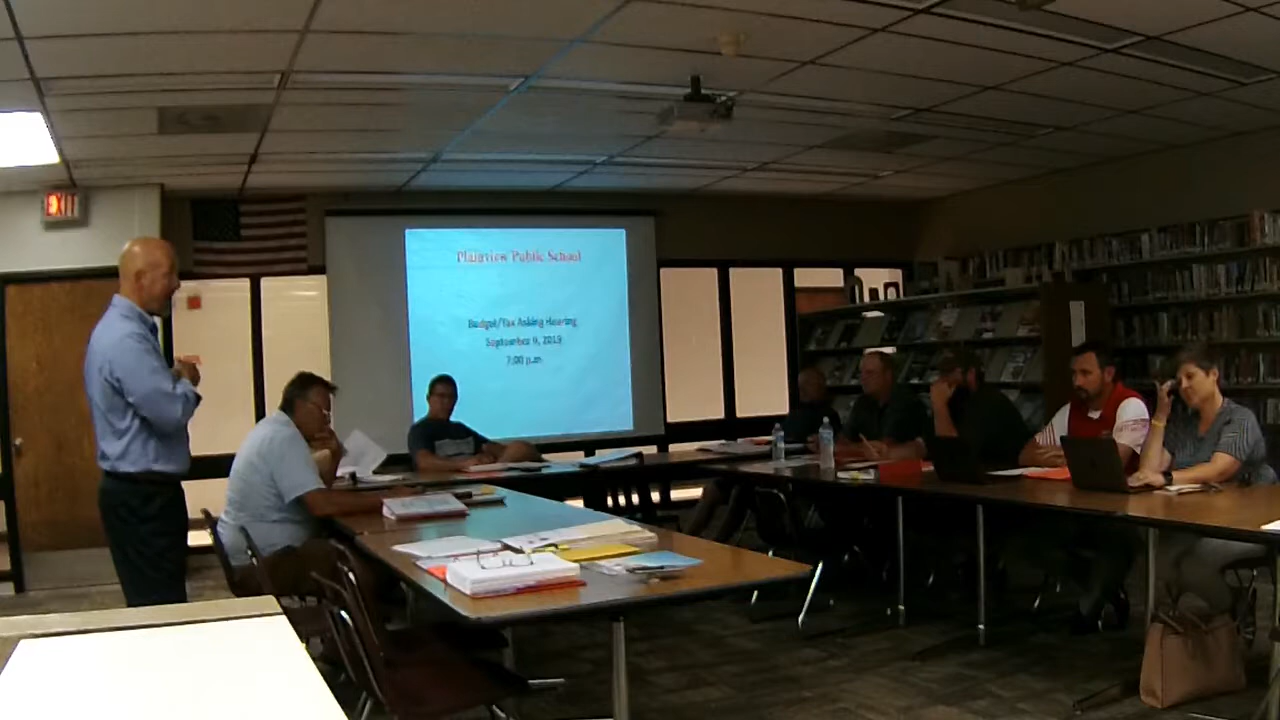 EXIT
Plainview Public School
Budget/Tax Asking Hearing
September 9, 2019
7:00 p.m